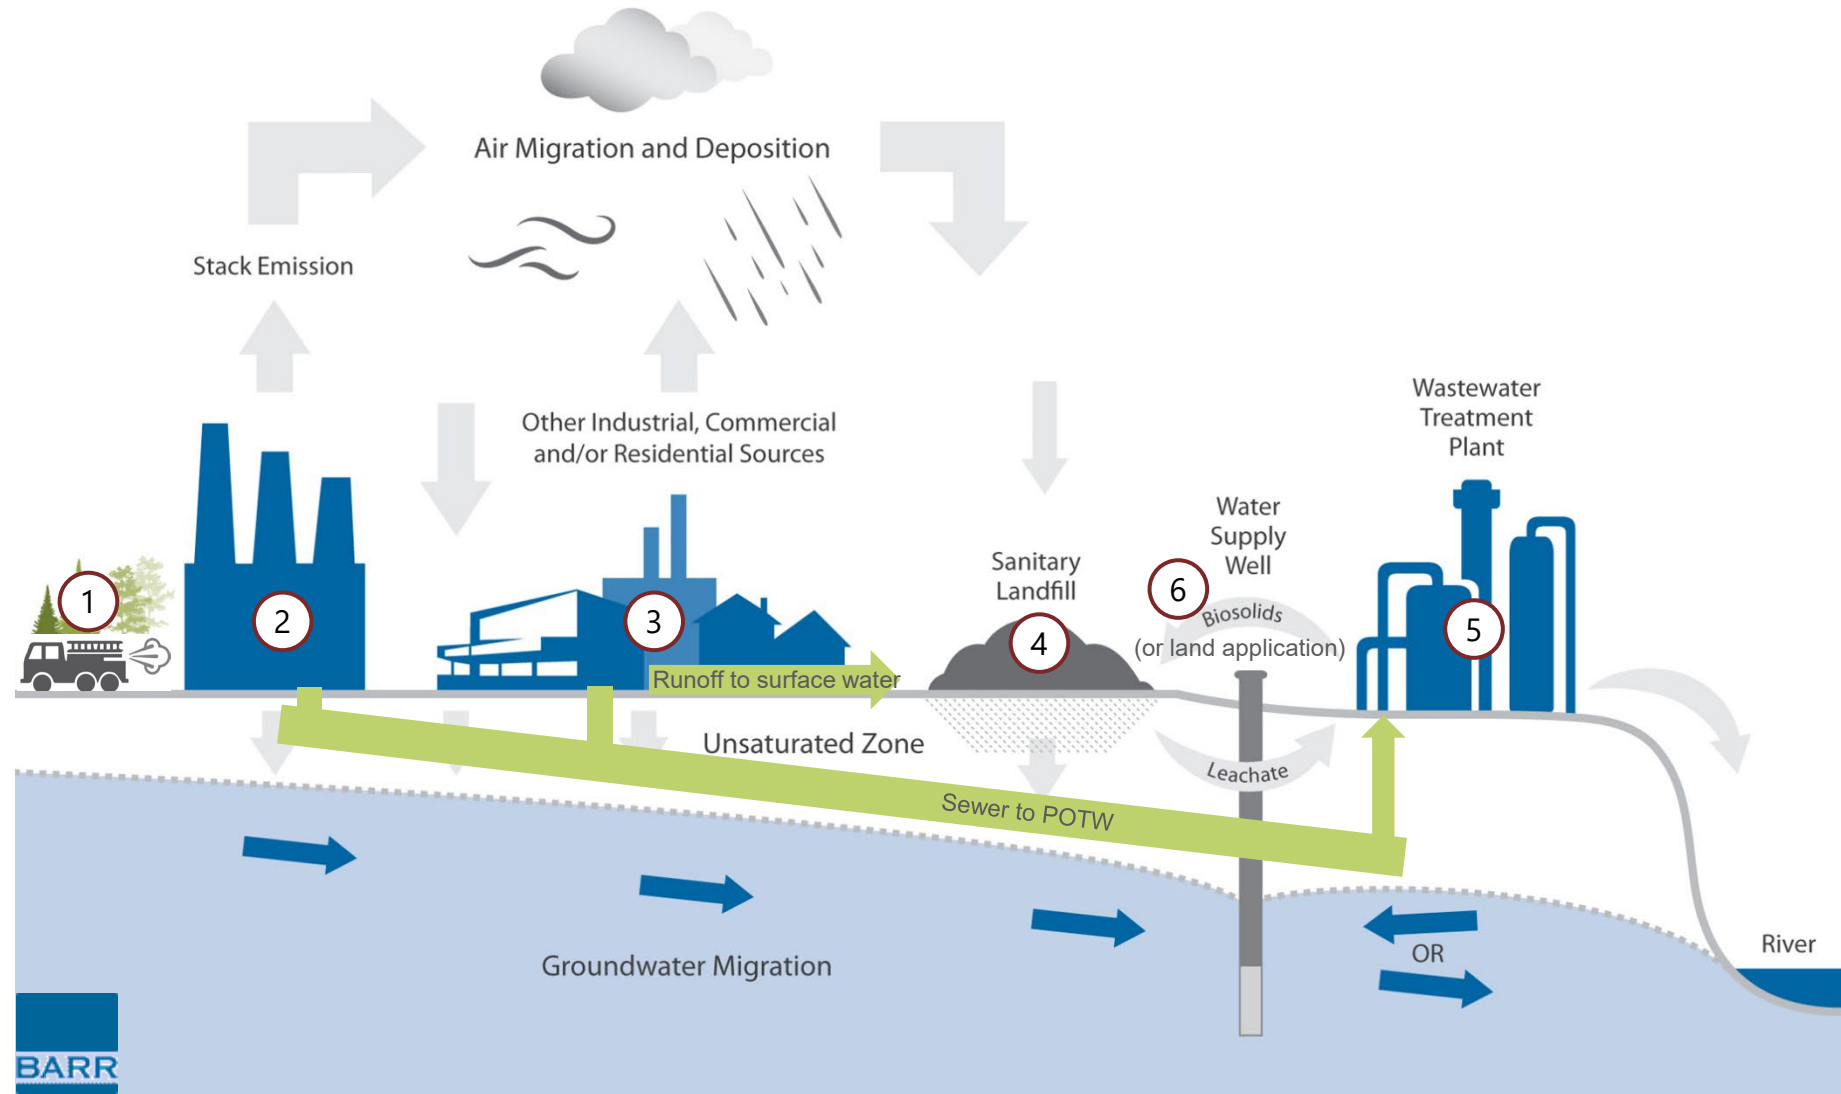 Air Migration and Deposition
Stack Emission
Other Industrial, Commercial
and/or Residential Sources
Wastewater
Treatment
Plant
Water
Supply
Well
Sanitary
Landfill
1
2
3
4
5
6
Biosolids
(or land application)
Runoff to surface water
Unsaturated Zone
Leachate
Sewer to POTW
Groundwater Migration
OR
River
BARR